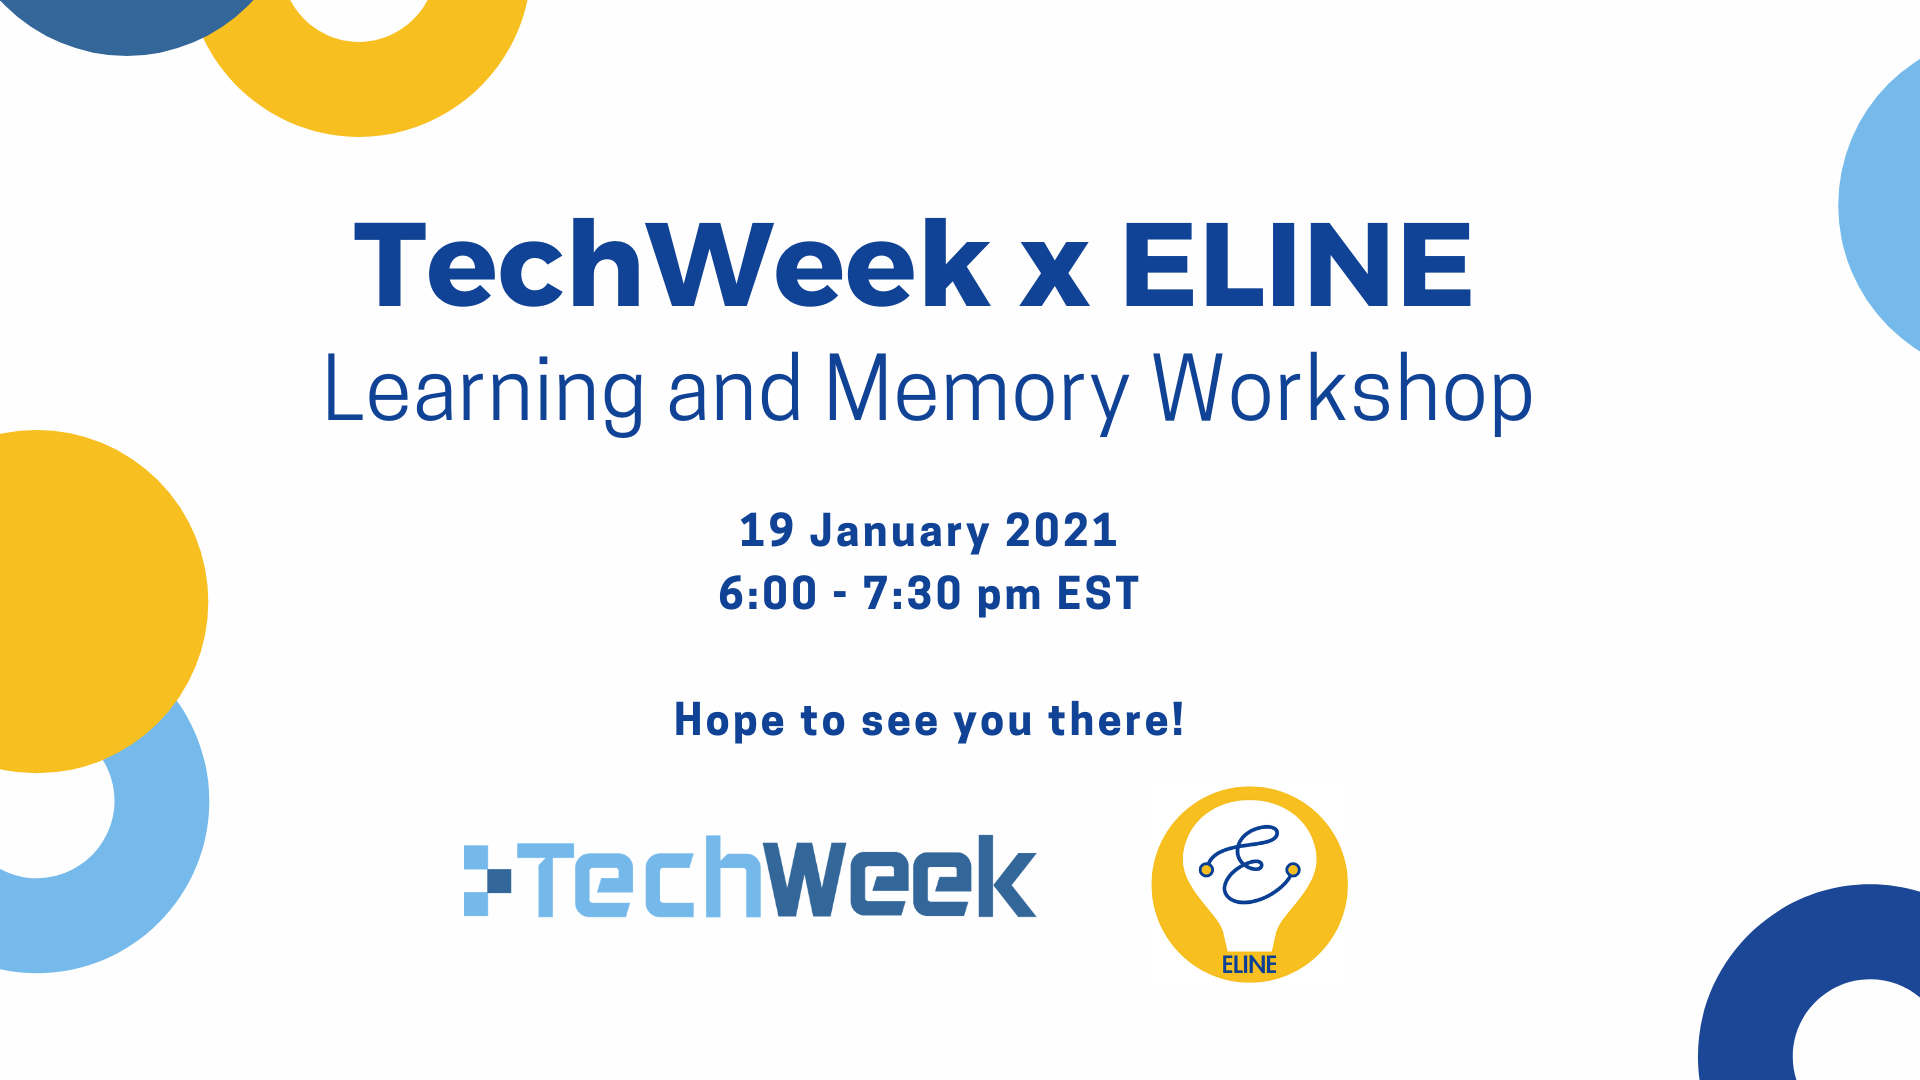 TechWeek x ELINE
Learning and Memory Workshop
19 January 2021
6:00 - 7:30 pm EST
Hope to see you there!
TechWeek
ELINE